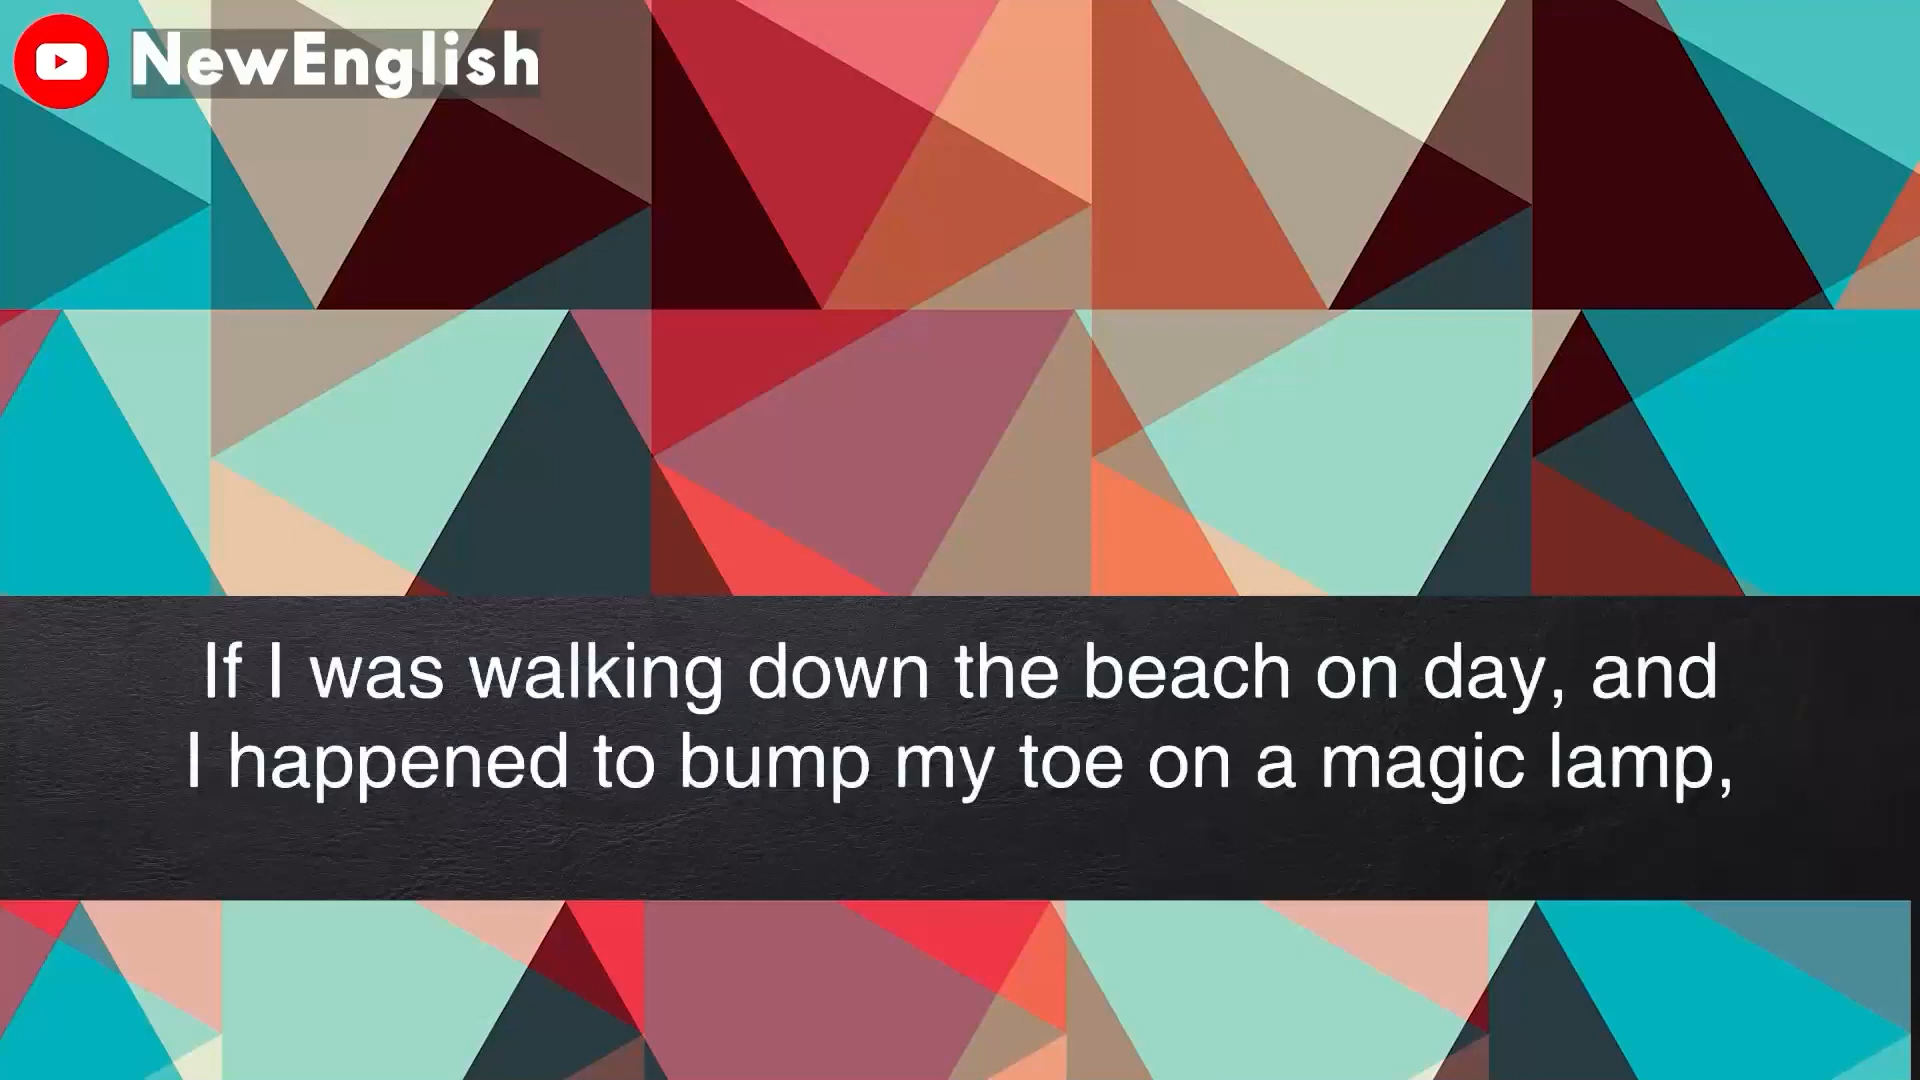 NewEnglish
If I was walking down the beach on day, and
I happened to bump my toe on a magic lamp,